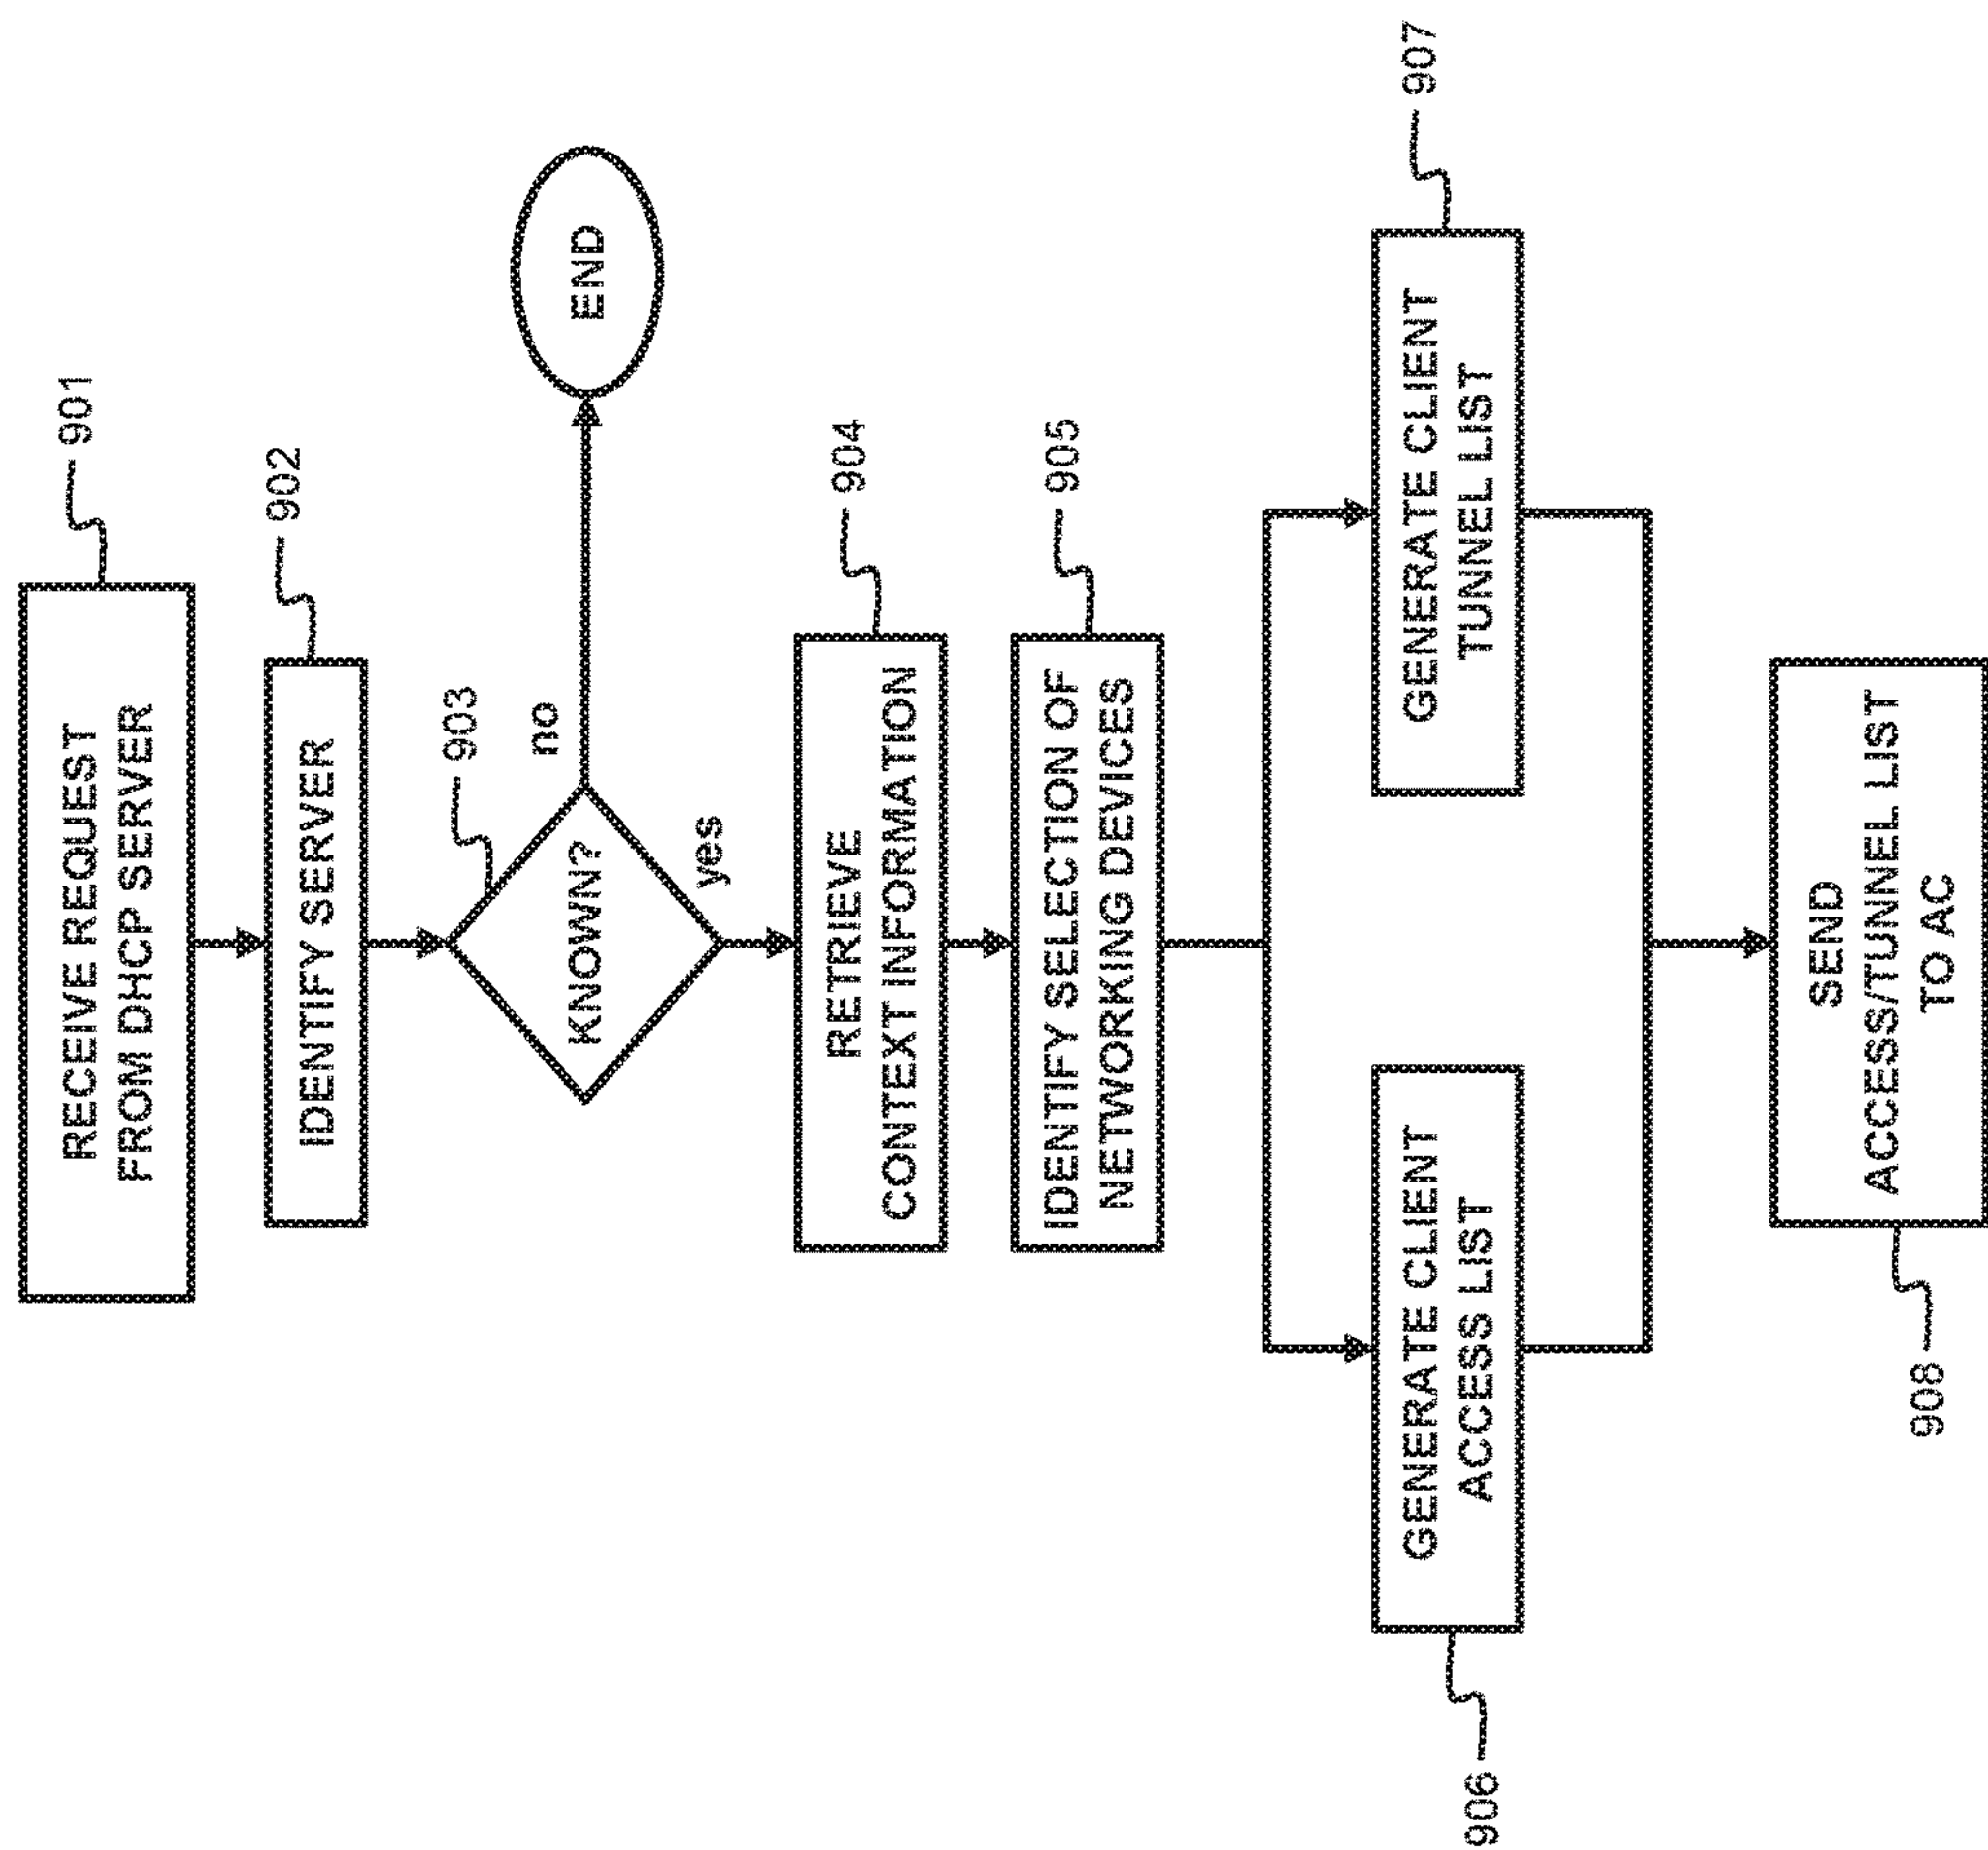 RECEIVE REQUEST
FROM DHCP SERVER
901
IDENTIFY SERVER
902
KNOWN?
903
no
END
yes
RETRIEVE
CONTEXT INFORMATION
904
IDENTIFY SELECTION OF
NETWORKING DEVICES
905
GENERATE CLIENT
ACCESS LIST
906
GENERATE CLIENT
TUNNEL LIST
907
SEND
ACCESS/TUNNEL LIST
TO AC
908